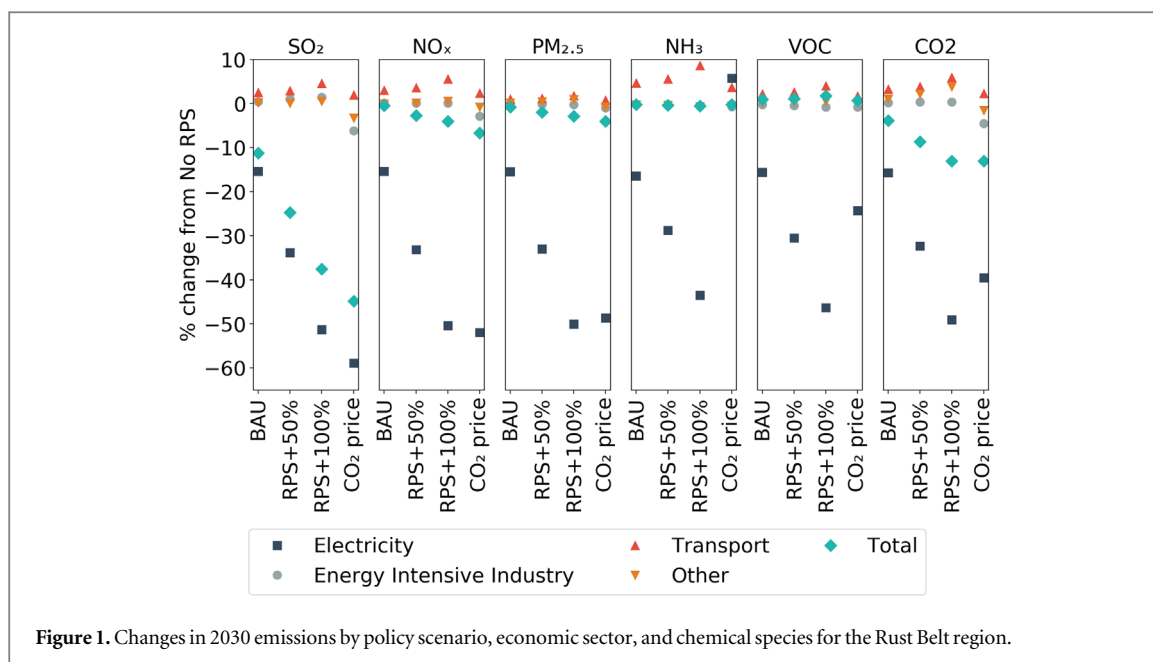 SO₂ NOₓ PM₂.₅ NH₃ VOC CO2
% change from No RPS
10
0
−10
−20
−30
−40
−50
−60
BAU RPS+50% RPS+100% CO₂ price BAU RPS+50% RPS+100% CO₂ price BAU RPS+50% RPS+100% CO₂ price BAU RPS+50% RPS+100% CO₂ price BAU RPS+50% RPS+100% CO₂ price BAU RPS+50% RPS+100% CO₂ price
Electricity Transport Total
Energy Intensive Industry Other
Figure 1. Changes in 2030 emissions by policy scenario, economic sector, and chemical species for the Rust Belt region.